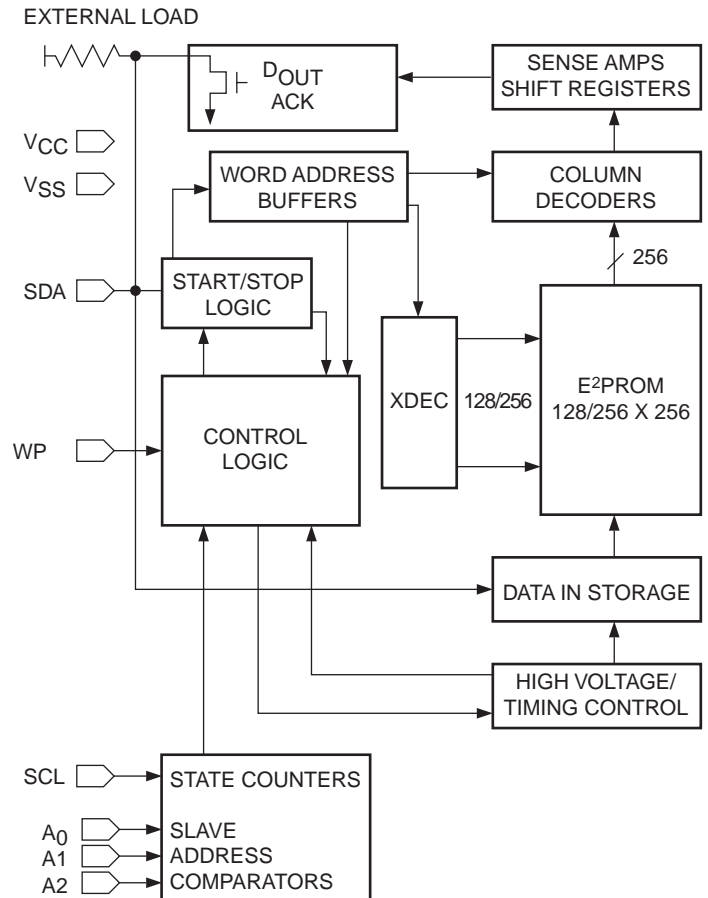 EXTERNAL LOAD
DOUT
ACK
SENSE AMPS
SHIFT REGISTERS
VCC
VSS
WORD ADDRESS
BUFFERS
COLUMN
DECODERS
256
SDA
START/STOP
LOGIC
XDEC
128/256
E2PROM
128/256 X 256
WP
CONTROL
LOGIC
DATA IN STORAGE
HIGH VOLTAGE/
TIMING CONTROL
SCL
STATE COUNTERS
A0
SLAVE
A1
ADDRESS
A2
COMPARATORS